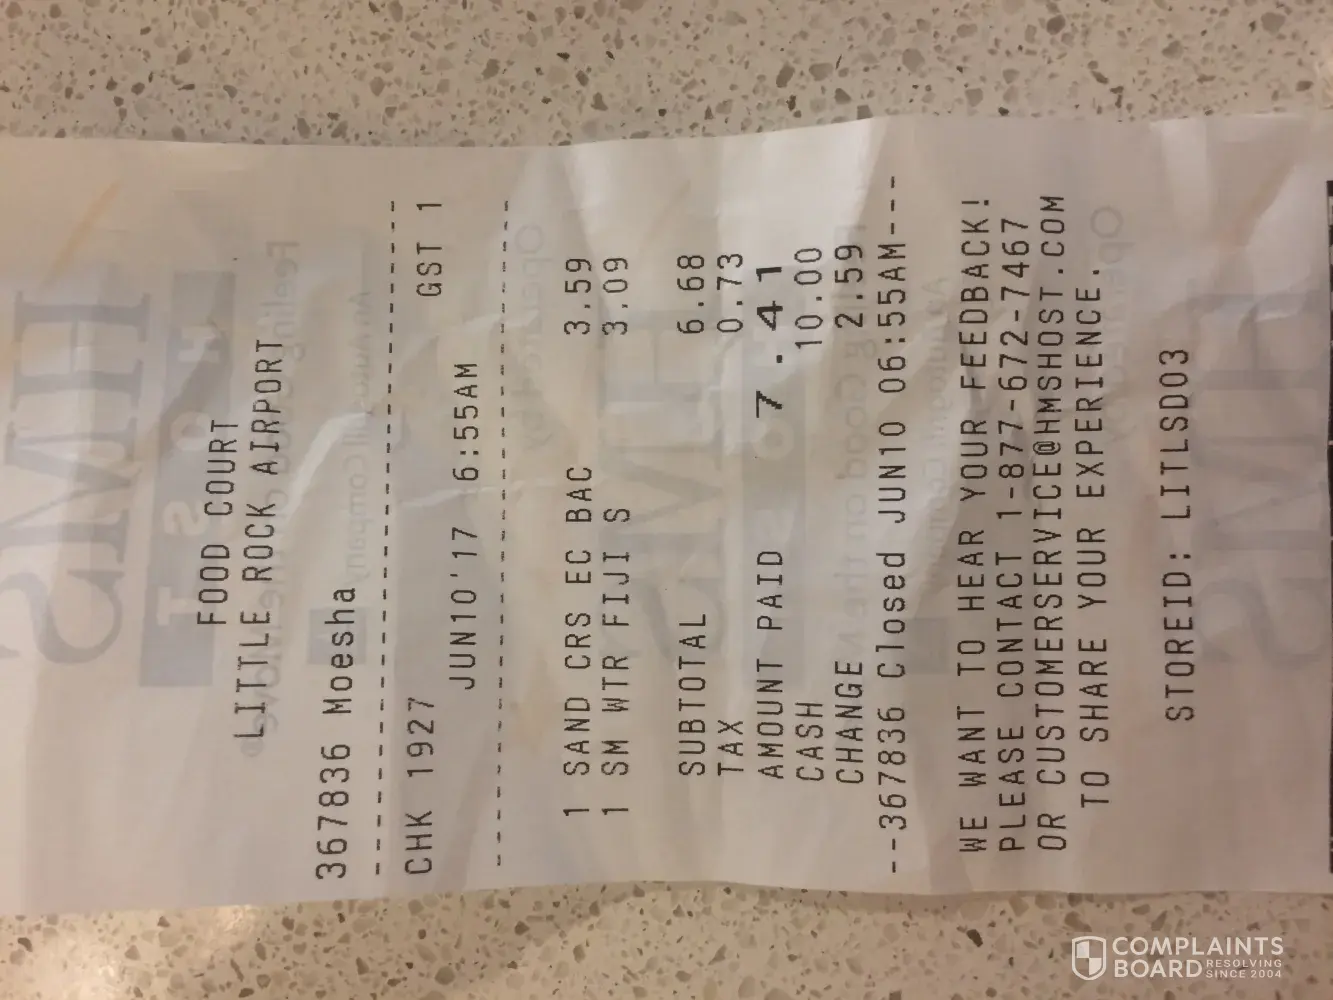 FOOD COURT
LITTLE ROCK AIRPORT
367836 Moesha
--------------------------------
CHK 1927 GST 1
JUN10'17 6:55AM
--------------------------------
1 SAND CRS EC BAC 3.59
1 SM WTR FIJI S 3.09
SUBTOTAL 6.68
TAX 0.73
AMOUNT PAID 7.41
CASH 10.00
CHANGE 2.59
--367836 Closed JUN10 06:55AM---
WE WANT TO HEAR YOUR FEEDBACK!
PLEASE CONTACT 1-877-672-7467
OR CUSTOMERSERVICE@HMSHOST.COM
TO SHARE YOUR EXPERIENCE.
STOREID: LITLSD03
COMPLAINTS
BOARD RESOLVING
SINCE 2004